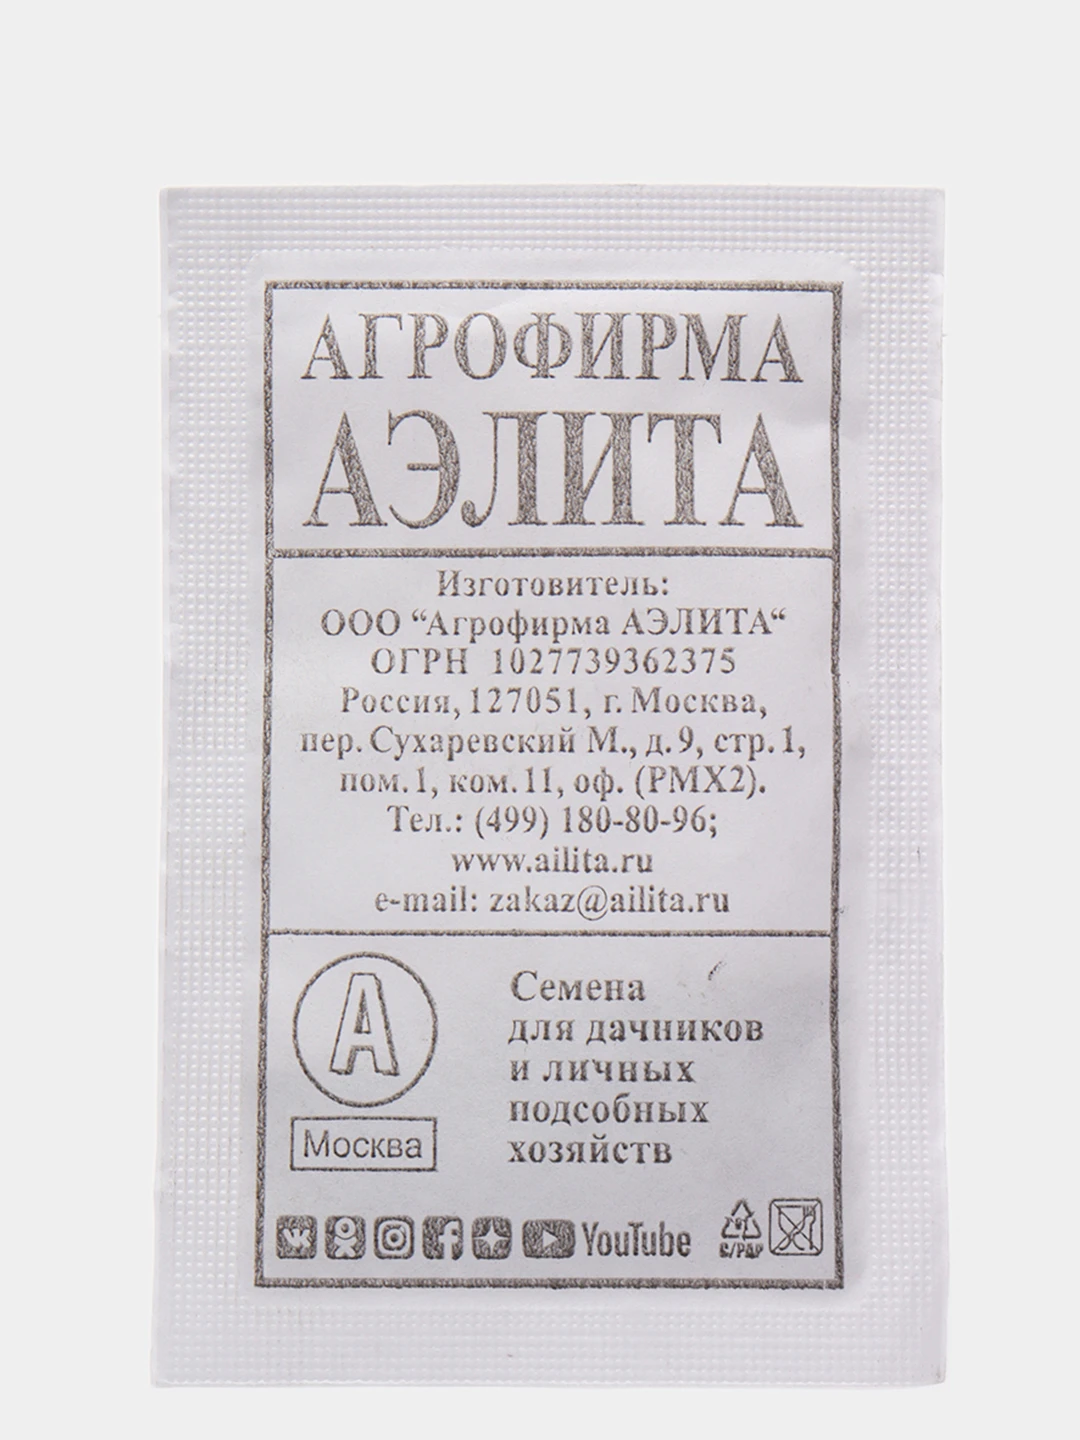 АГРОФИРМА
АЭЛИТА
Изготовитель:
ООО “Агрофирма АЭЛИТА“
ОГРН 1027739362375
Россия, 127051, г. Москва,
пер. Сухаревский М., д. 9, стр. 1,
пом. 1, ком. 11, оф. (РМХ2).
Тел.: (499) 180-80-96;
www.ailita.ru
e-mail: zakaz@ailita.ru
А
Москва
Семена
для дачников
и личных
подсобных
хозяйств
YouTube
C/PAP